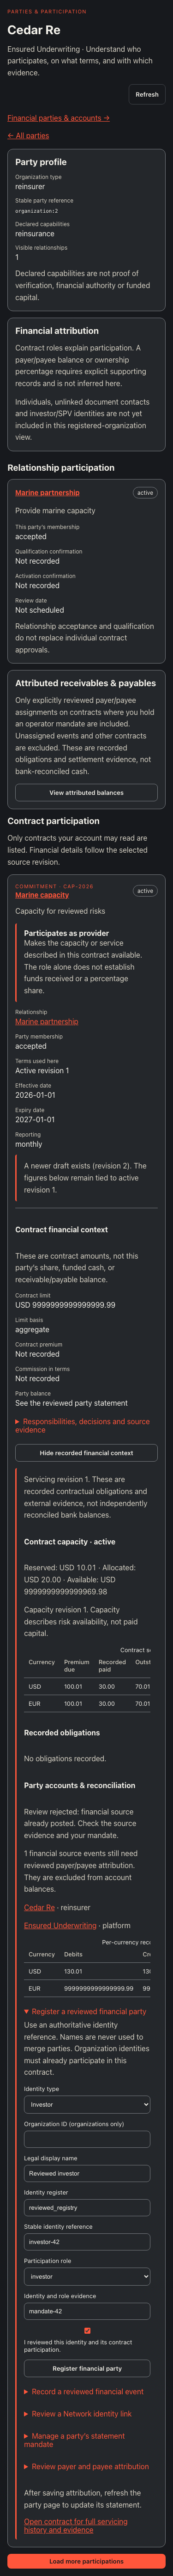 PARTIES & PARTICIPATION
Cedar Re
Ensured Underwriting · Understand who
participates, on what terms, and with which
evidence.
Refresh
Financial parties & accounts →
← All parties
Party profile
Organization type
reinsurer
Stable party reference
organization:2
Declared capabilities
reinsurance
Visible relationships
1
Declared capabilities are not proof of
verification, financial authority or funded
capital.
Financial attribution
Contract roles explain participation. A
payer/payee balance or ownership
percentage requires explicit supporting
records and is not inferred here.
Individuals, unlinked document contacts
and investor/SPV identities are not yet
included in this registered-organization
view.
Relationship participation
Marine partnership
active
Provide marine capacity
This party's membership
accepted
Qualification confirmation
Not recorded
Activation confirmation
Not recorded
Review date
Not scheduled
Relationship acceptance and qualification
do not replace individual contract
approvals.
Attributed receivables & payables
Only explicitly reviewed payer/payee
assignments on contracts where you hold
an operator mandate are included.
Unassigned events and other contracts
are excluded. These are recorded
obligations and settlement evidence, not
bank-reconciled cash.
View attributed balances
Contract participation
Only contracts your account may read are
listed. Financial details follow the selected
source revision.
COMMITMENT · CAP-2026
Marine capacity
active
Capacity for reviewed risks
Participates as provider
Makes the capacity or service
described in this contract available.
The role alone does not establish
funds received or a percentage
share.
Relationship
Marine partnership
Party membership
accepted
Terms used here
Active revision 1
Effective date
2026-01-01
Expiry date
2027-01-01
Reporting
monthly
A newer draft exists (revision 2). The
figures below remain tied to active
revision 1.
Contract financial context
These are contract amounts, not this
party's share, funded cash, or
receivable/payable balance.
Contract limit
USD 9999999999999999.99
Limit basis
aggregate
Contract premium
Not recorded
Commission in terms
Not recorded
Party balance
See the reviewed party statement
▶ Responsibilities, decisions and source
evidence
Hide recorded financial context
Servicing revision 1. These are
recorded contractual obligations and
external evidence, not independently
reconciled bank balances.
Contract capacity · active
Reserved: USD 10.01 · Allocated:
USD 20.00 · Available: USD
9999999999999969.98
Capacity revision 1. Capacity
describes risk availability, not paid
capital.
Currency Premium due Recorded paid
USD 100.01 30.00 70.01
EUR 100.01 30.00 70.01
Recorded obligations
No obligations recorded.
Party accounts & reconciliation
Review rejected: financial source
already posted. Check the source
evidence and your mandate.
1 financial source events still need
reviewed payer/payee attribution.
They are excluded from account
balances.
Cedar Re · reinsurer
Ensured Underwriting · platform
Currency Debits
USD 130.01
EUR 9999999999999999.99
▼ Register a reviewed financial party
Use an authoritative identity
reference. Names are never used to
merge parties. Organization identities
must already participate in this
contract.
Identity type
Investor
Organization ID (organizations only)
Legal display name
Reviewed investor
Identity register
reviewed_registry
Stable identity reference
investor-42
Participation role
investor
Identity and role evidence
mandate-42
I reviewed this identity and its contract
participation.
Register financial party
▶ Record a reviewed financial event
▶ Review a Network identity link
▶ Manage a party's statement
mandate
▶ Review payer and payee attribution
After saving attribution, refresh the
party page to update its statement.
Open contract for full servicing
history and evidence
Load more participations